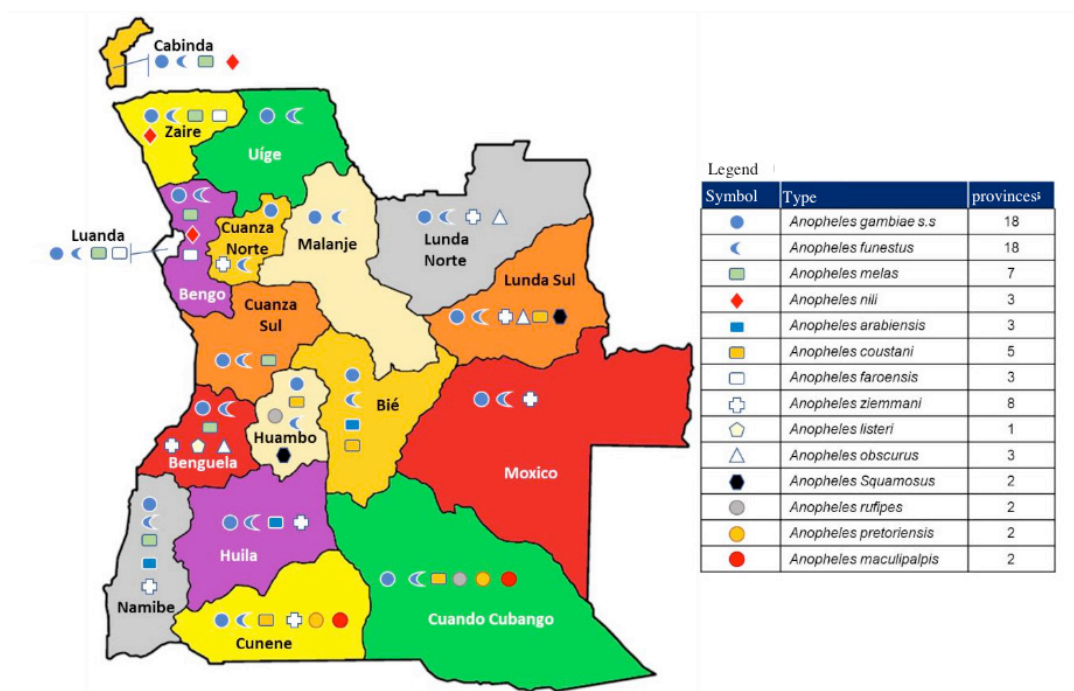 Cabinda
Zaire
Uíge
Luanda
Cuanza
Norte
Malanje
Lunda
Norte
Bengo
Lunda Sul
Cuanza
Sul
Bié
Huambo
Benguela
Moxico
Huila
Namibe
Cunene
Cuando Cubango
Legend
Symbol Type provinces
Anopheles gambiae s.s 18
Anopheles funestus 18
Anopheles melas 7
Anopheles nili 3
Anopheles arabiensis 3
Anopheles coustani 5
Anopheles faroensis 3
Anopheles ziemmani 8
Anopheles listeri 1
Anopheles obscurus 3
Anopheles Squamosus 2
Anopheles rufipes 2
Anopheles pretoriensis 2
Anopheles maculipalpis 2